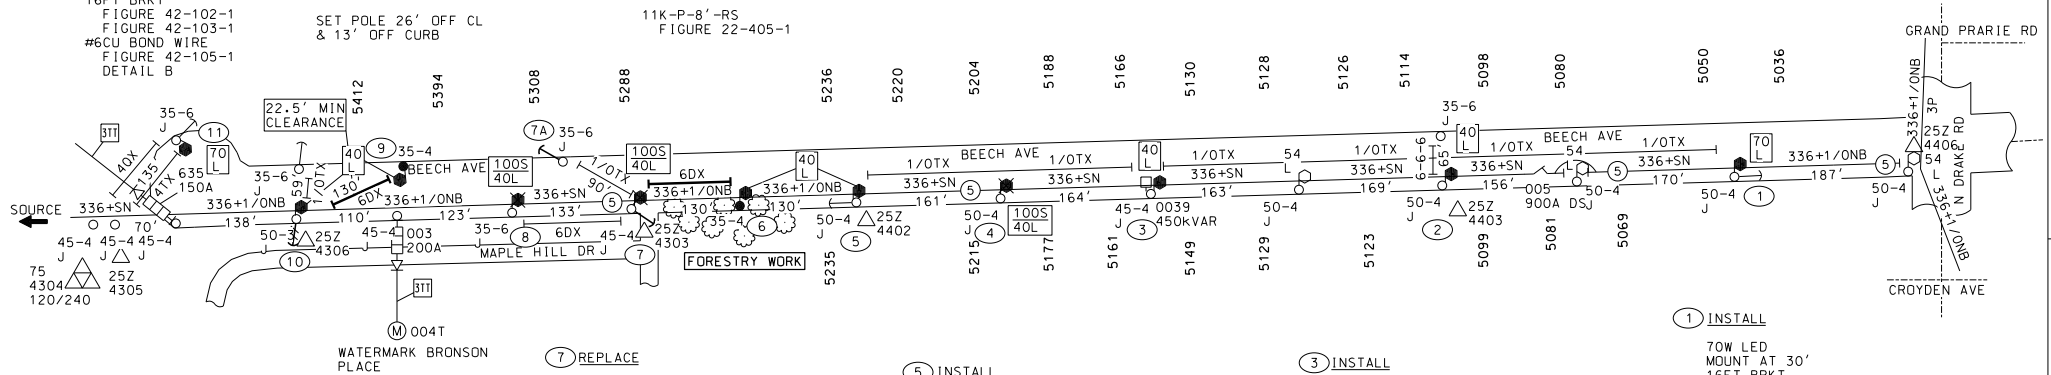 16FT BRKT
FIGURE 42-102-1
FIGURE 42-103-1
#6CU BOND WIRE
FIGURE 42-105-1
DETAIL B
SET POLE 26' OFF CL
& 13' OFF CURB
11K-P-8'-RS
FIGURE 22-405-1
GRAND PRARIE RD
5412
5394
5308
5288
5236
5220
5204
5188
5166
5130
5128
5126
5114
5098
5080
5050
5036
22.5' MIN
CLEARANCE
3TT
35-6
J
11
70
L
4QX
135'
4TX
635
150A
35-6
J
59'
1/0TX
40
L
9
35-4
130'
6DX
BEECH AVE
100S
40L
7A
35-6
J
1/0TX
90'
100S
40L
6DX
40
L
BEECH AVE
1/0TX
1/0TX
40
L
1/0TX
54
L
1/0TX
35-6
J
40
L
6-6-6
65'
1/0TX
BEECH AVE
54
L
1/0TX
70
L
336+1/0NB
3P
25Z
4406
54
L
N DRAKE RD
336+1/0NB
SOURCE
336+SN
70'
336+1/0NB
138'
110'
336+1/0NB
123'
336+SN
133'
5
336+1/0NB
130'
336+1/0NB
130'
336+SN
161'
5
336+SN
164'
336+SN
163'
336+SN
169'
336+SN
156'
5
336+SN
170'
336+1/0NB
187'
5
45-4
J
45-4
J
45-4
J
75
4304
120/240
25Z
4305
50-3
J
25Z
4306
10
45-4
J
003
200A
35-6
J
8
6DX
45-4
J
25Z
4303
7
35-4
6
MAPLE HILL DR
FORESTRY WORK
50-4
J
25Z
4402
5
50-4
J
4
100S
40L
45-4
J
0039
450kVAR
3
50-4
J
50-4
J
25Z
4403
2
005
900A DS
50-4
J
50-4
J
1
50-4
J
5235
5215
5177
5161
5149
5129
5123
5099
5081
5069
CROYDEN AVE
3TT
M
004T
WATERMARK BRONSON
PLACE
7 REPLACE
5 INSTALL
3 INSTALL
1 INSTALL
70W LED
MOUNT AT 30'
16FT BRKT